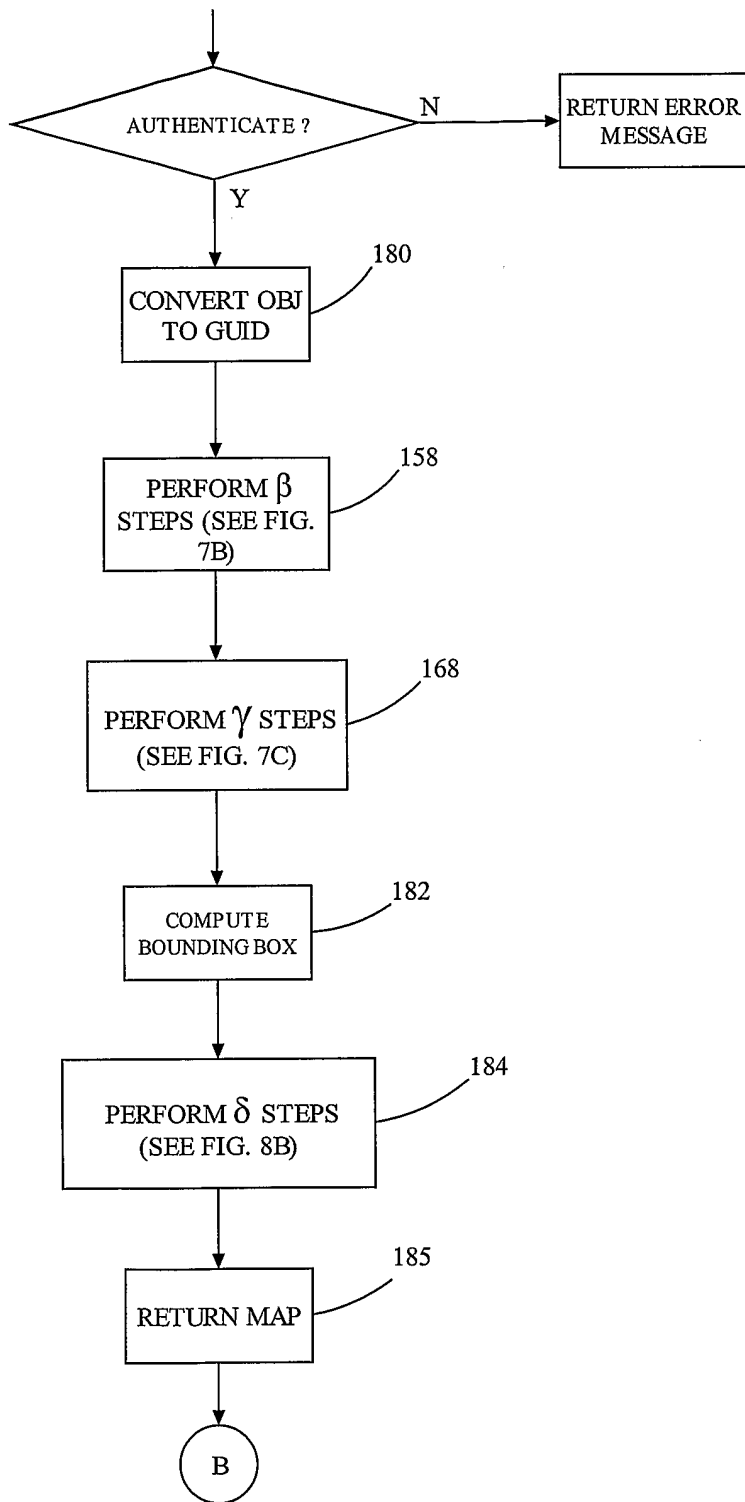 AUTHENTICATE ?
N
RETURN ERROR
MESSAGE
Y
180
CONVERT OBJ
TO GUID
158
PERFORM β
STEPS (SEE FIG.
7B)
168
PERFORM γ STEPS
(SEE FIG. 7C)
182
COMPUTE
BOUNDING BOX
184
PERFORM δ STEPS
(SEE FIG. 8B)
185
RETURN MAP
B